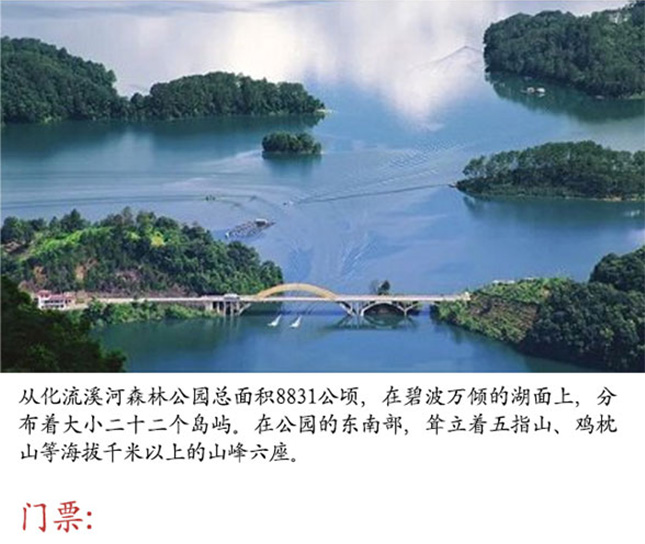 从化流溪河森林公园总面积8831公顷，在碧波万倾的湖面上，分
布着大小二十二个岛屿。在公园的东南部，耸立着五指山、鸡枕
山等海拔千米以上的山峰六座。
门票: